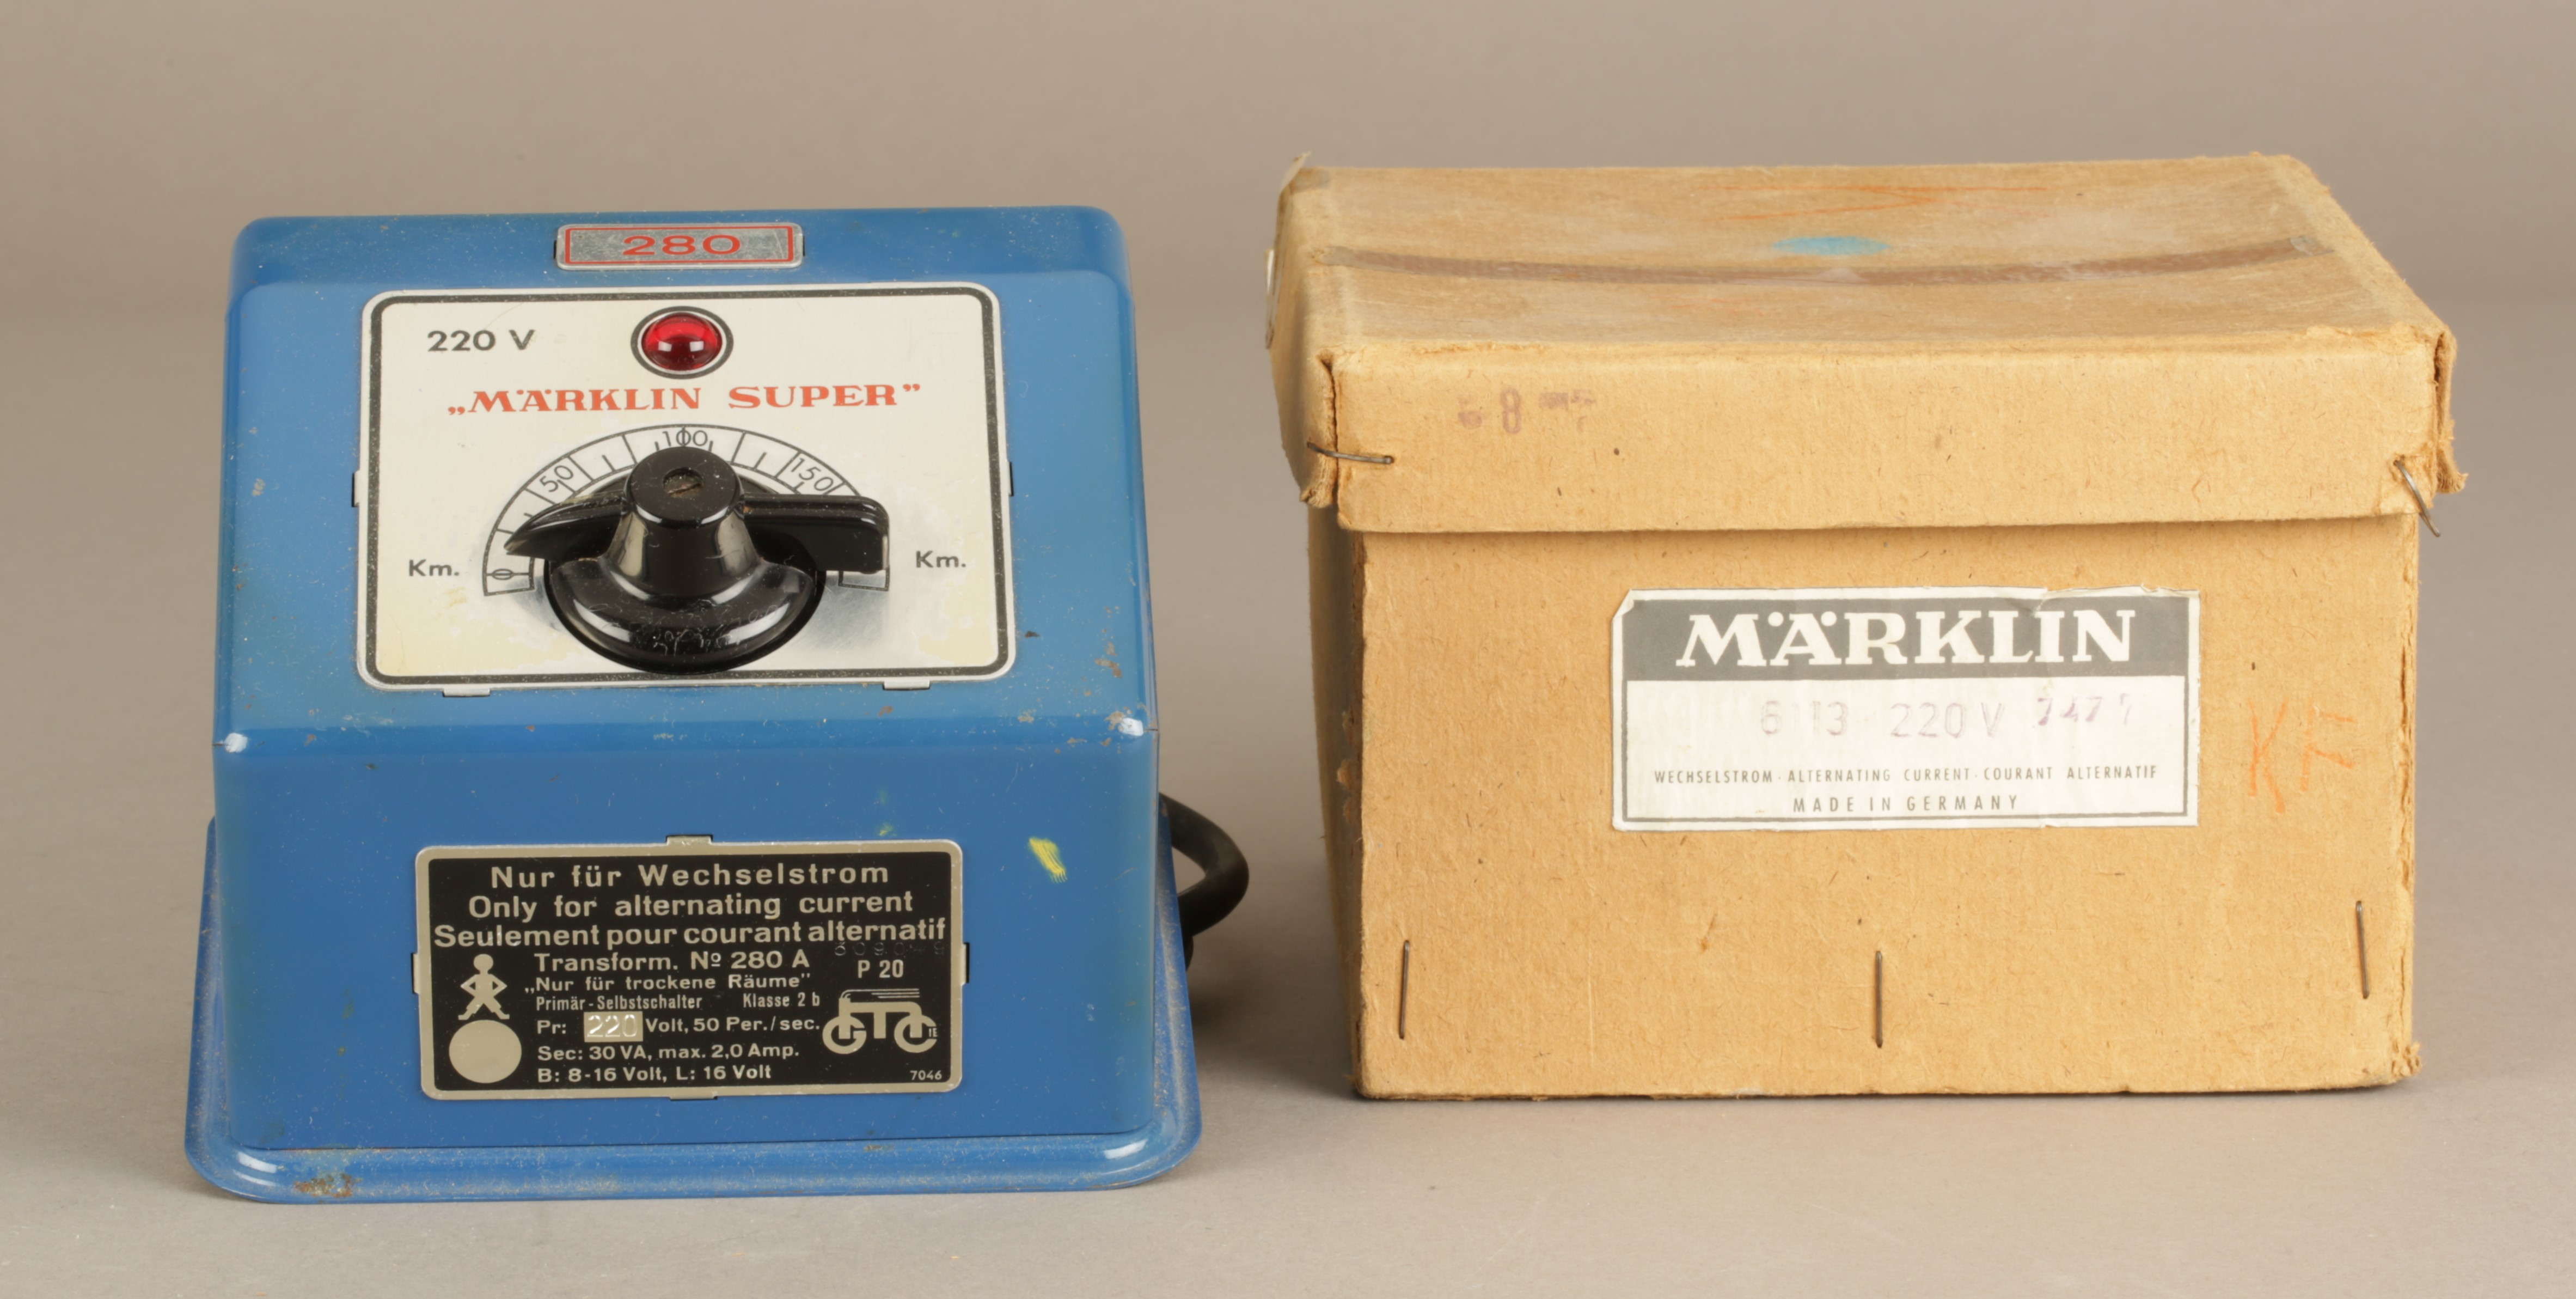 280
220 V
„MÄRKLIN SUPER”
0 50 100 150
Km. Km.
Nur für Wechselstrom
Only for alternating current
Seulement pour courant alternatif
Transform. Nº 280 A
P 20
„Nur für trockene Räume”
Primär-Selbstschalter Klasse 2 b
Pr: 220 Volt, 50 Per./sec.
Sec: 30 VA, max. 2,0 Amp.
B: 8-16 Volt, L: 16 Volt
7046
8
MÄRKLIN
220 V
WECHSELSTROM · ALTERNATING CURRENT · COURANT ALTERNATIF
MADE IN GERMANY